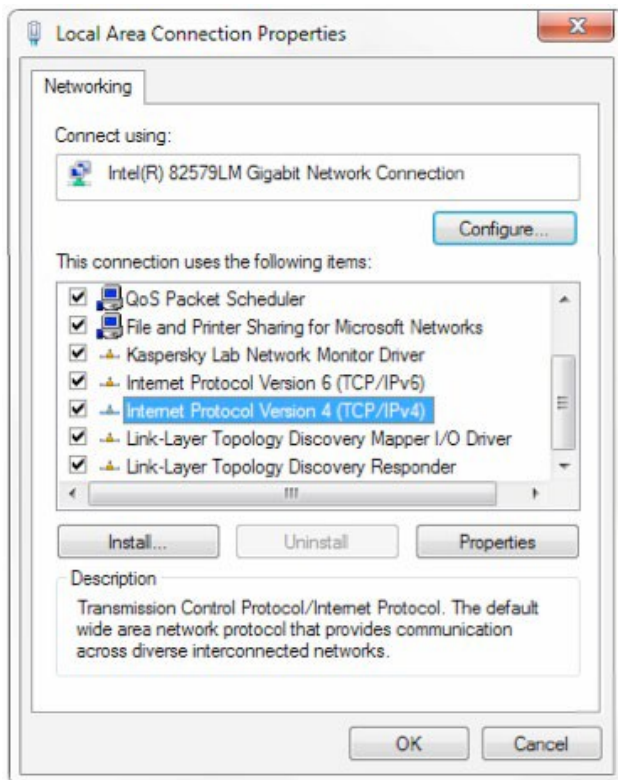 Local Area Connection Properties
Networking
Connect using:
Intel(R) 82579LM Gigabit Network Connection
Configure...
This connection uses the following items:
QoS Packet Scheduler
File and Printer Sharing for Microsoft Networks
Kaspersky Lab Network Monitor Driver
Internet Protocol Version 6 (TCP/IPv6)
Internet Protocol Version 4 (TCP/IPv4)
Link-Layer Topology Discovery Mapper I/O Driver
Link-Layer Topology Discovery Responder
Install...
Uninstall
Properties
Description
Transmission Control Protocol/Internet Protocol. The default
wide area network protocol that provides communication
across diverse interconnected networks.
OK
Cancel